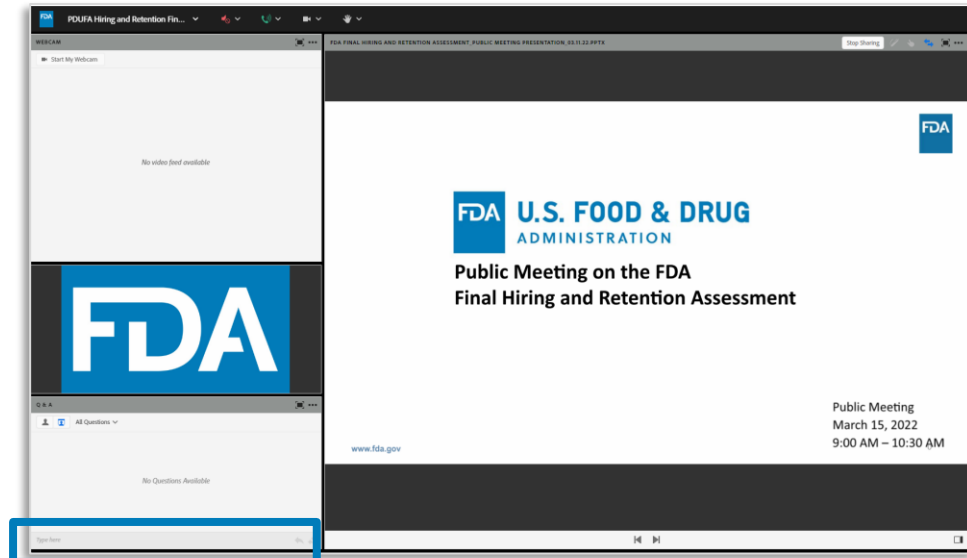 FDA
PDUFA Hiring and Retention Fin...
WEBCAM
Start My Webcam
No video feed available
FDA
Q & A
All Questions
No Questions Available
Type here
FDA FINAL HIRING AND RETENTION ASSESSMENT_PUBLIC MEETING PRESENTATION_03.11.22.PPTX
Stop Sharing
FDA
FDA U.S. FOOD & DRUG
ADMINISTRATION
Public Meeting on the FDA
Final Hiring and Retention Assessment
Public Meeting
March 15, 2022
9:00 AM – 10:30 AM
www.fda.gov